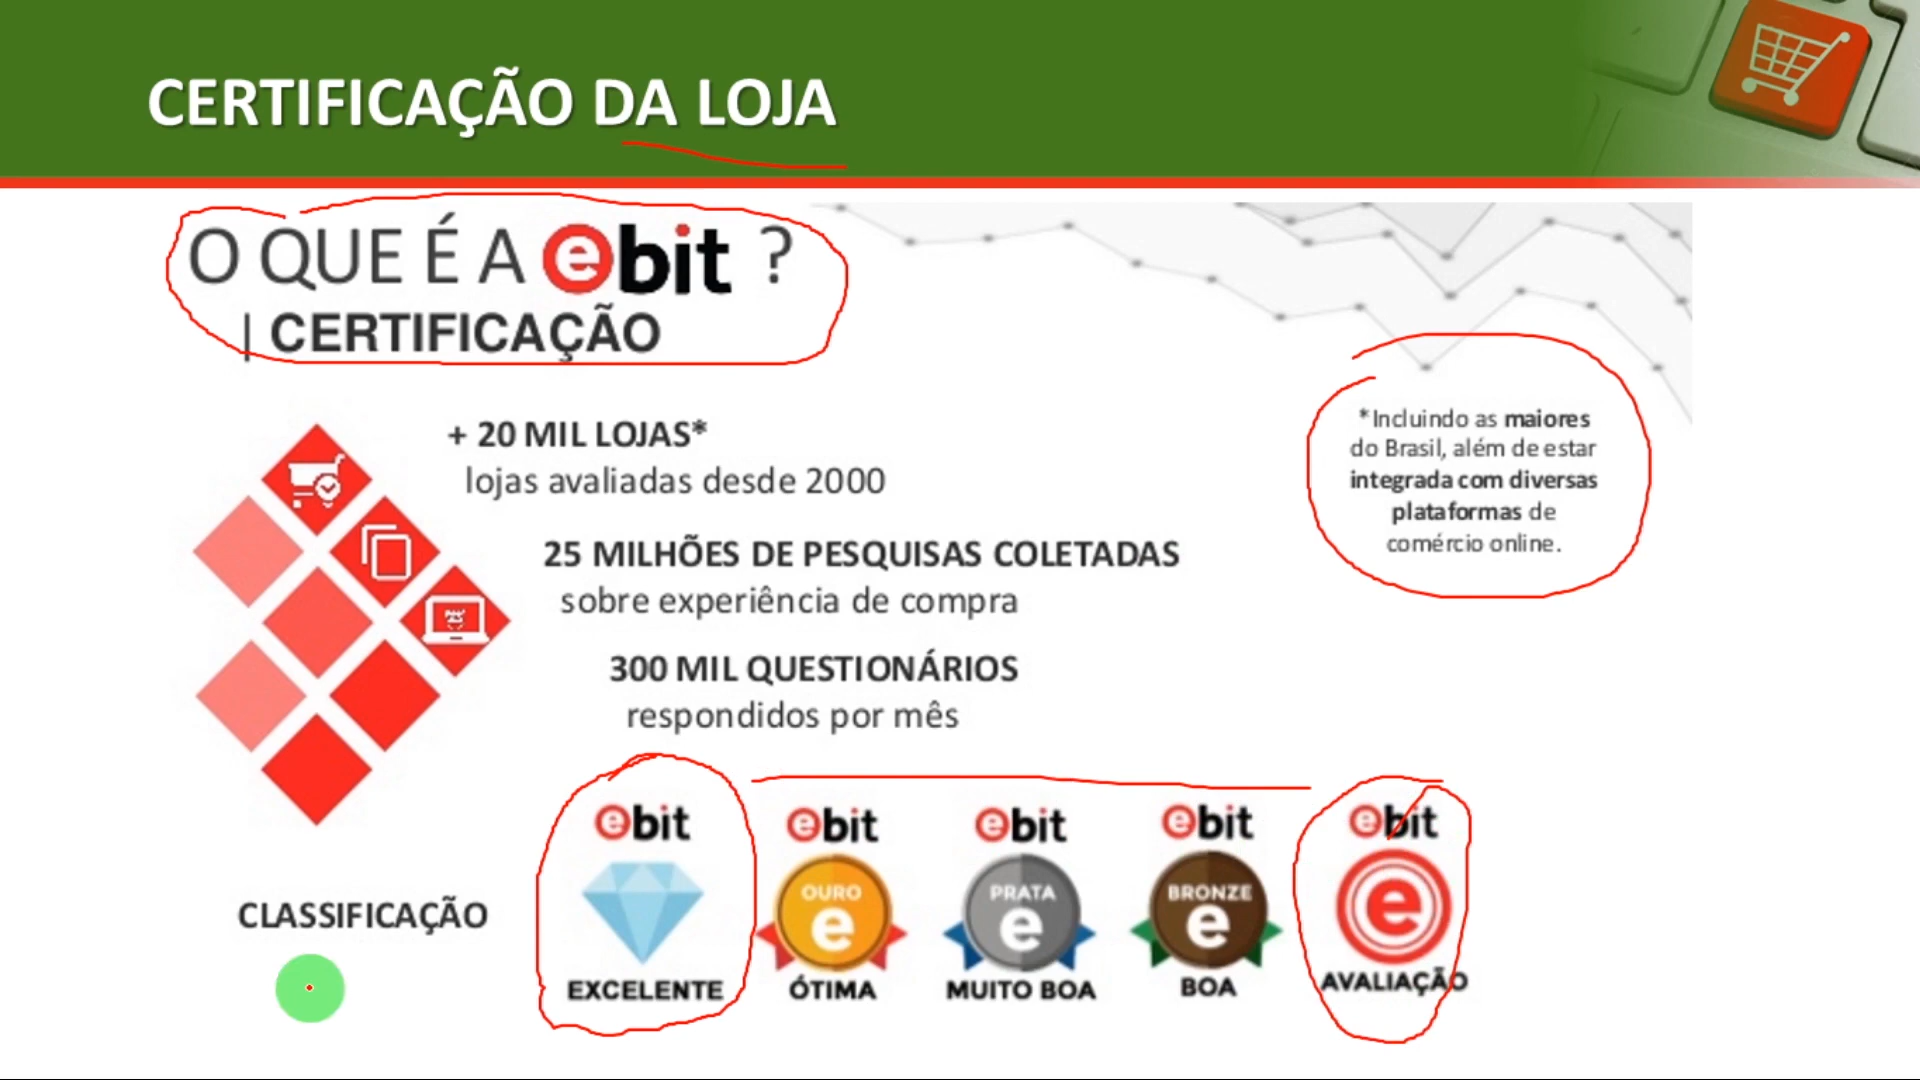 CERTIFICAÇÃO DA LOJA
O QUE É A ebit ?
| CERTIFICAÇÃO
+ 20 MIL LOJAS*
lojas avaliadas desde 2000
25 MILHÕES DE PESQUISAS COLETADAS
sobre experiência de compra
300 MIL QUESTIONÁRIOS
respondidos por mês
*Incluindo as maiores
do Brasil, além de estar
integrada com diversas
plataformas de
comércio online.
CLASSIFICAÇÃO
ebit
EXCELENTE
ebit
OURO
e
ÓTIMA
ebit
PRATA
e
MUITO BOA
ebit
BRONZE
e
BOA
ebit
e
AVALIAÇÃO